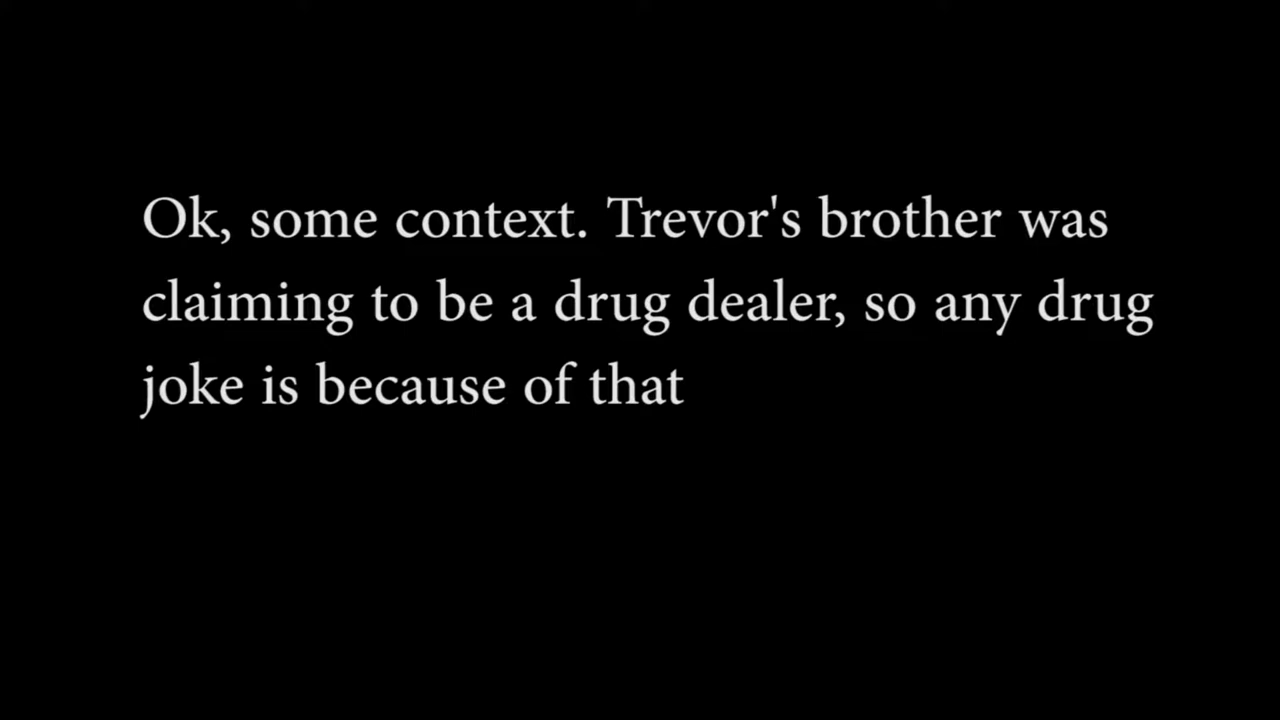 Ok, some context. Trevor's brother was
claiming to be a drug dealer, so any drug
joke is because of that